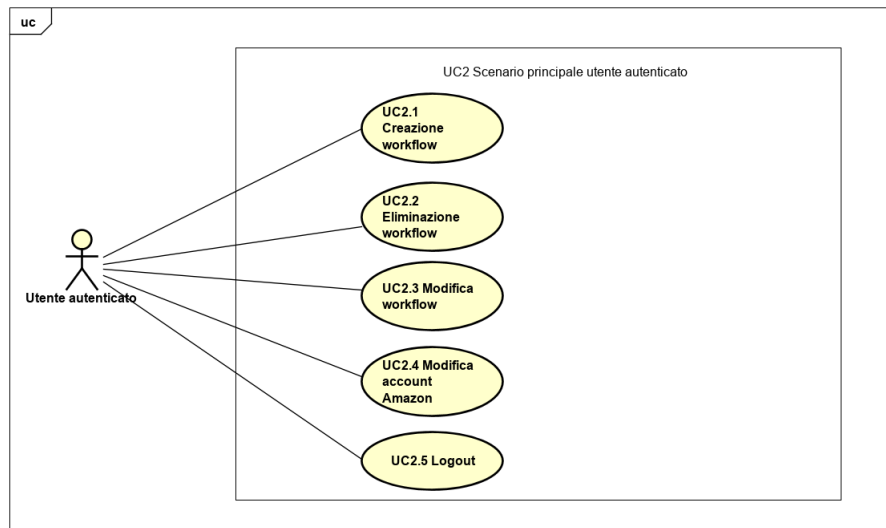 uc
UC2 Scenario principale utente autenticato
UC2.1
Creazione
workflow
UC2.2
Eliminazione
workflow
Utente autenticato
UC2.3 Modifica
workflow
UC2.4 Modifica
account
Amazon
UC2.5 Logout